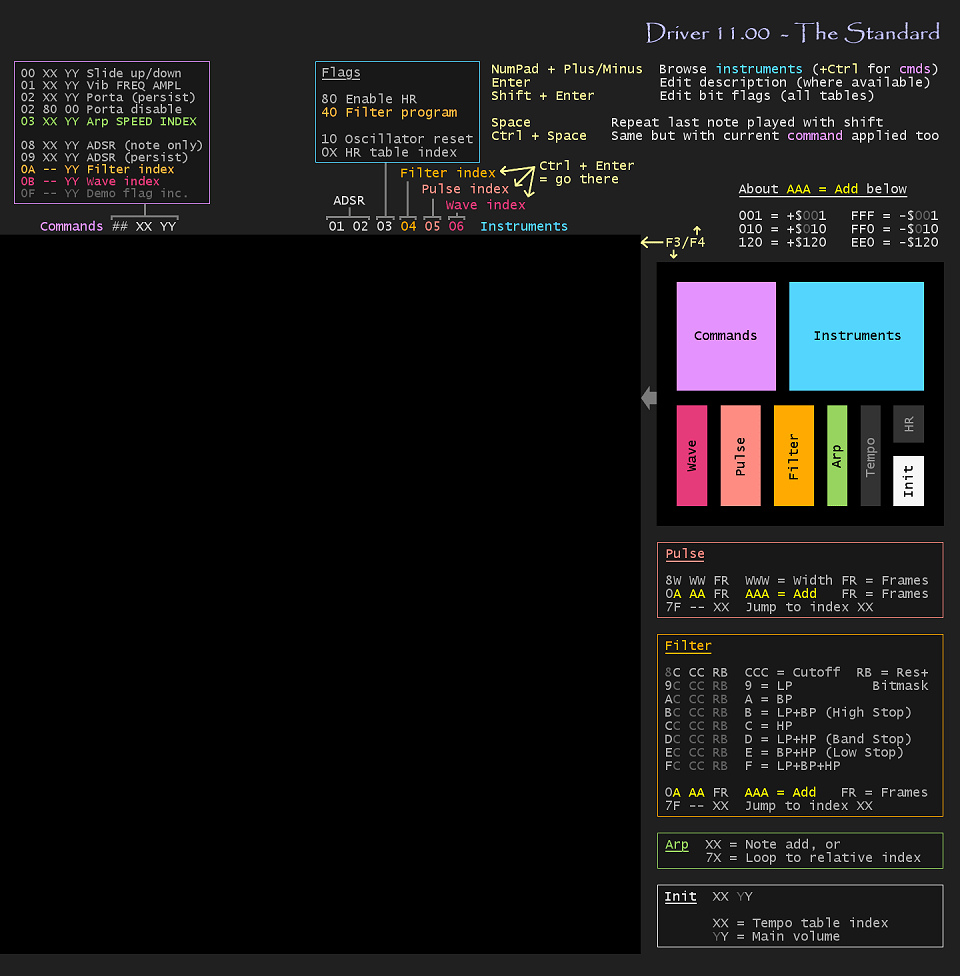 Driver 11.00 - The Standard
00 XX YY Slide up/down
01 XX YY Vib FREQ AMPL
02 XX YY Porta (persist)
02 80 00 Porta disable
03 XX YY Arp SPEED INDEX
08 XX YY ADSR (note only)
09 XX YY ADSR (persist)
0A -- YY Filter index
0B -- YY Wave index
0F -- YY Demo flag inc.
Commands ## XX YY
Flags
80 Enable HR
40 Filter program
10 Oscillator reset
0X HR table index
Filter index
Pulse index
Wave index
Ctrl + Enter
= go there
ADSR
01 02 03 04 05 06 Instruments
NumPad + Plus/Minus Browse instruments (+Ctrl for cmds)
Enter Edit description (where available)
Shift + Enter Edit bit flags (all tables)
Space Repeat last note played with shift
Ctrl + Space Same but with current command applied too
About AAA = Add below
001 = +$001 FFF = -$001
010 = +$010 FF0 = -$010
120 = +$120 EE0 = -$120
F3/F4
Commands
Instruments
Wave
Pulse
Filter
Arp
Tempo
HR
Init
Pulse
8W WW FR WWW = Width FR = Frames
0A AA FR AAA = Add FR = Frames
7F -- XX Jump to index XX
Filter
8C CC RB CCC = Cutoff RB = Res+
9C CC RB 9 = LP Bitmask
AC CC RB A = BP
BC CC RB B = LP+BP (High Stop)
CC CC RB C = HP
DC CC RB D = LP+HP (Band Stop)
EC CC RB E = BP+HP (Low Stop)
FC CC RB F = LP+BP+HP
0A AA FR AAA = Add FR = Frames
7F -- XX Jump to index XX
Arp XX = Note add, or
7X = Loop to relative index
Init XX YY
XX = Tempo table index
YY = Main volume